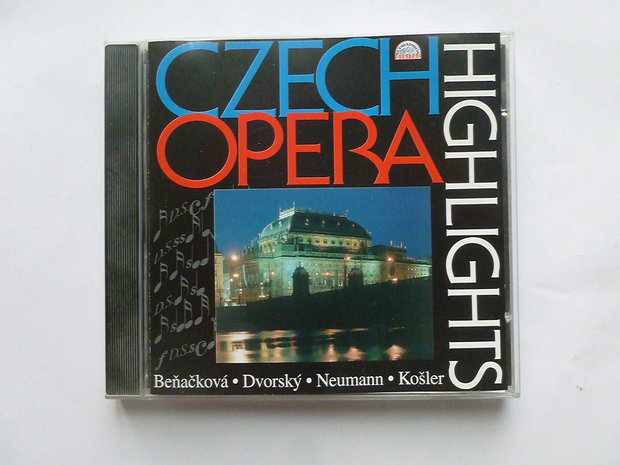 CZECH
OPERA
HIGHLIGHTS
Beňačková • Dvorský • Neumann • Košler